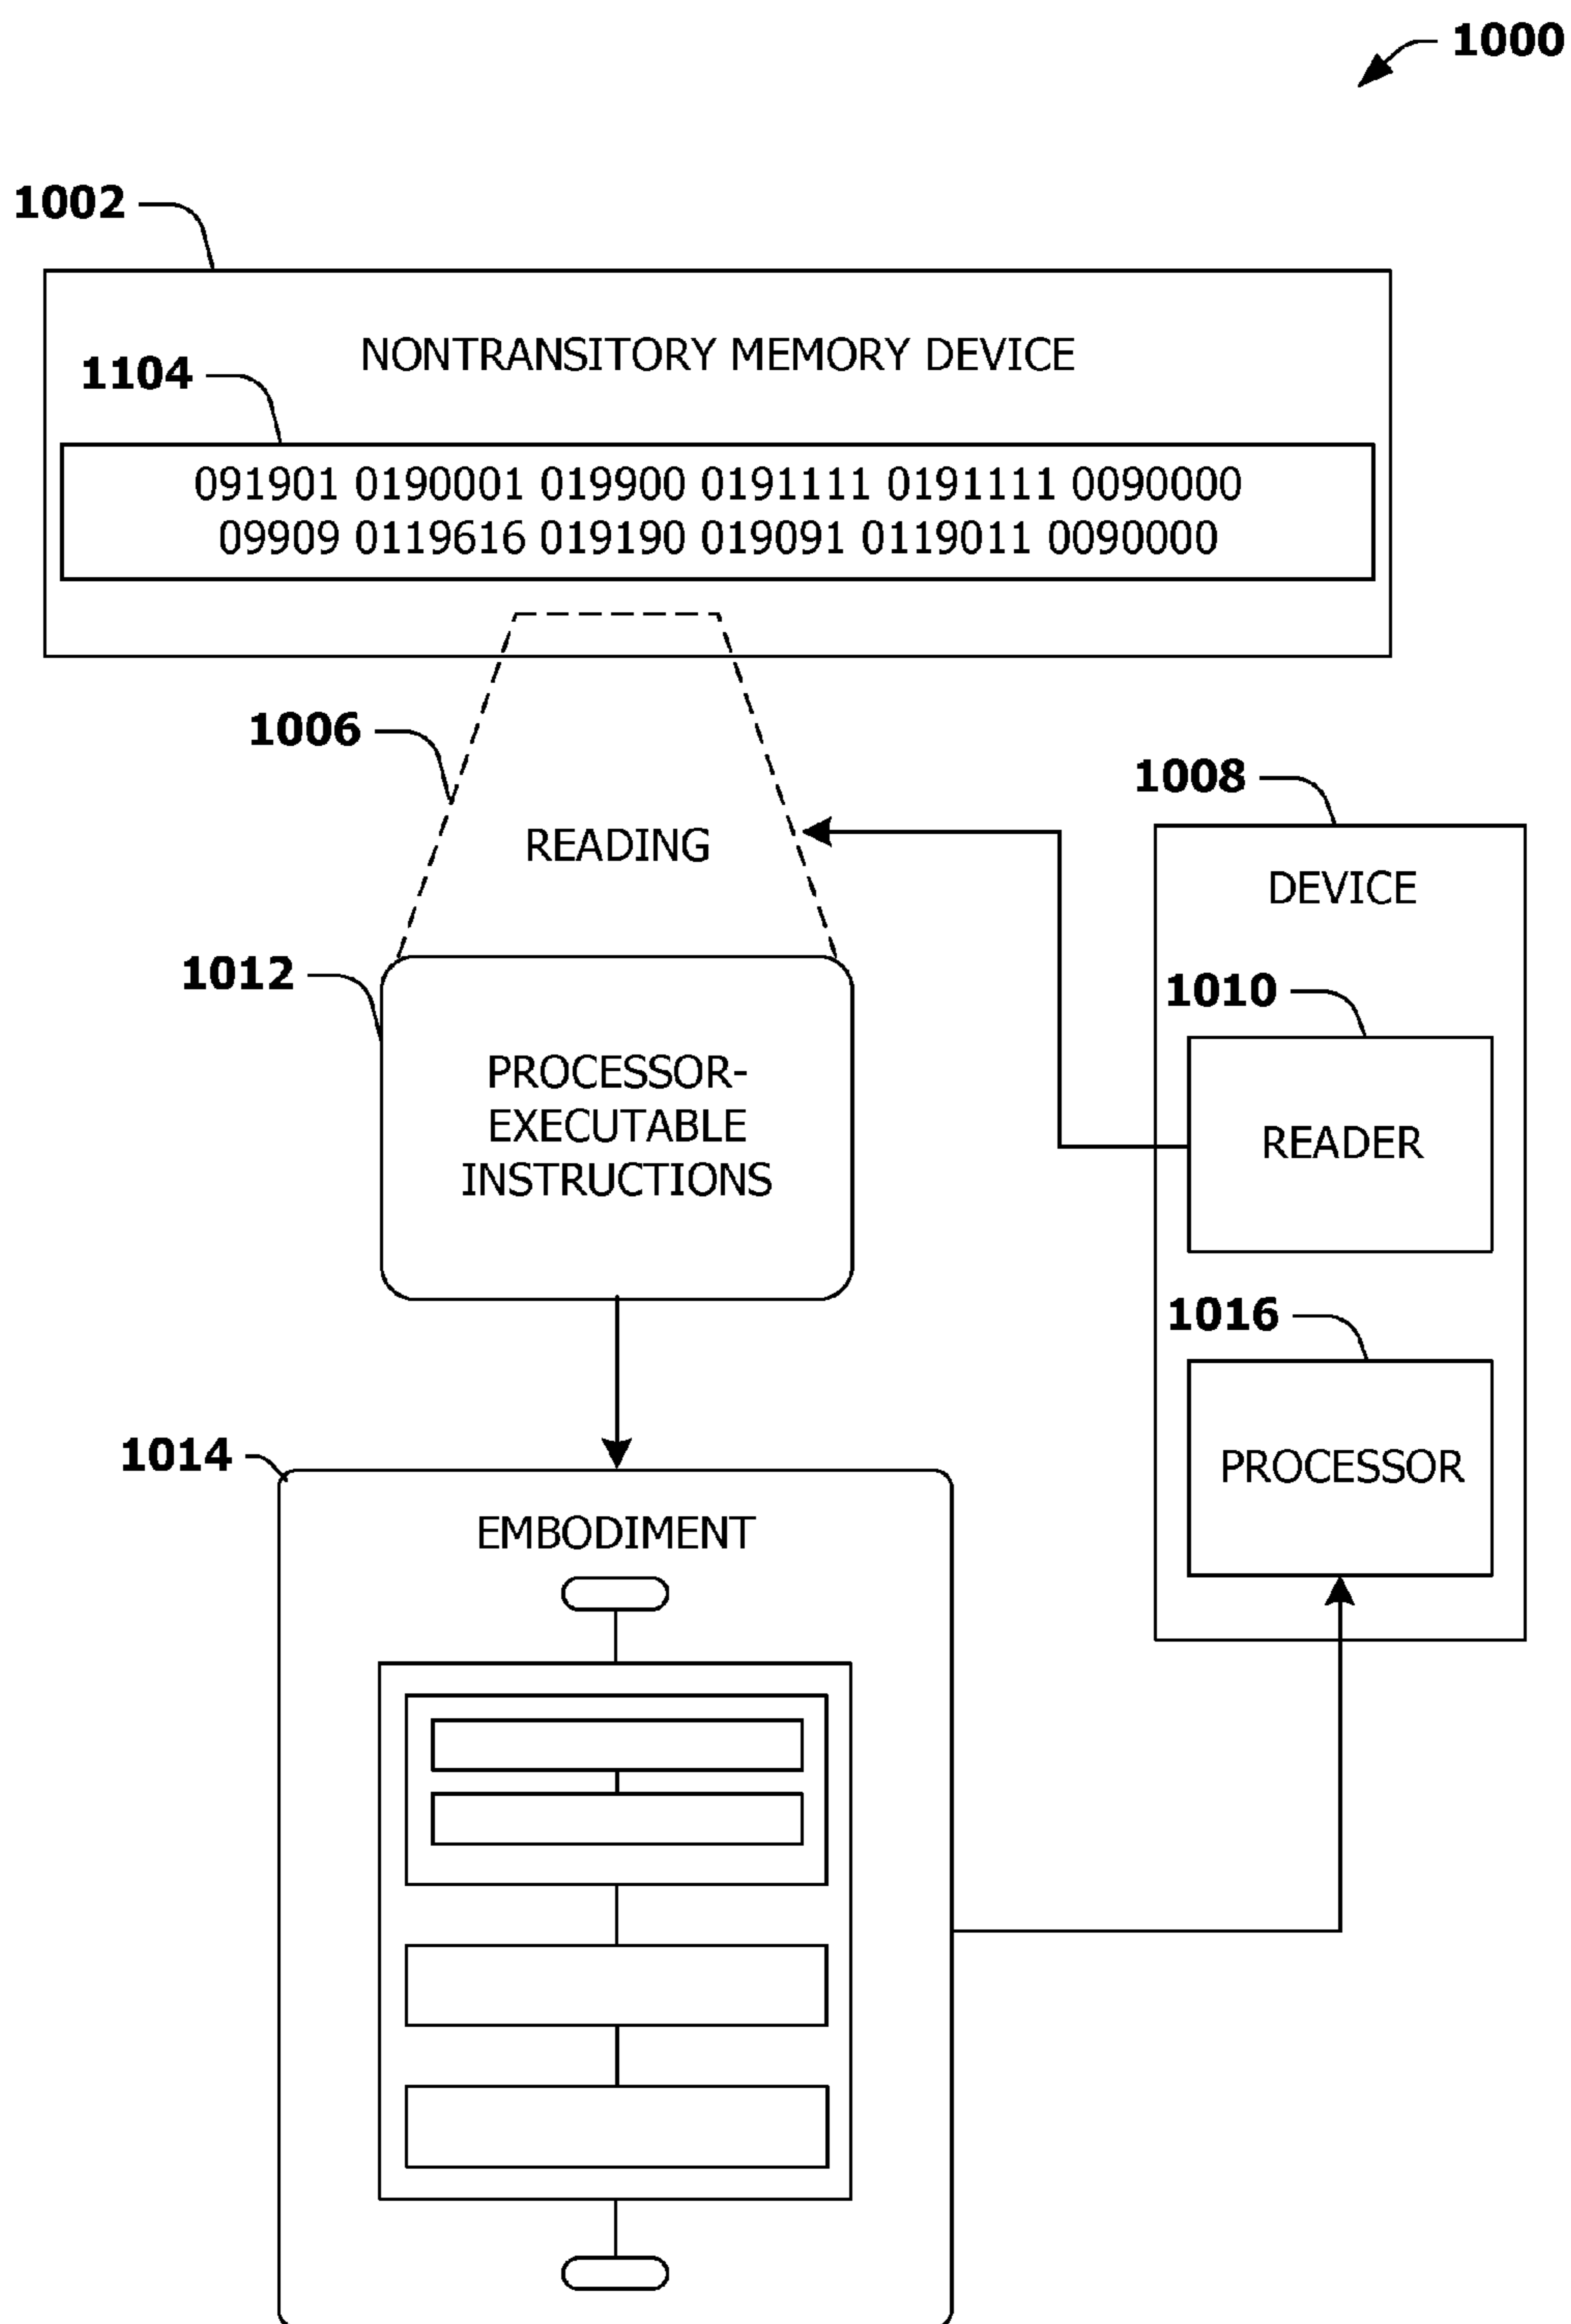 1000
1002
NONTRANSITORY MEMORY DEVICE
1104
091901 0190001 019900 0191111 0191111 0090000
09909 0119616 019190 019091 0119011 0090000
1006
READING
1008
DEVICE
1012
1010
PROCESSOR-
EXECUTABLE
INSTRUCTIONS
READER
1016
PROCESSOR
1014
EMBODIMENT